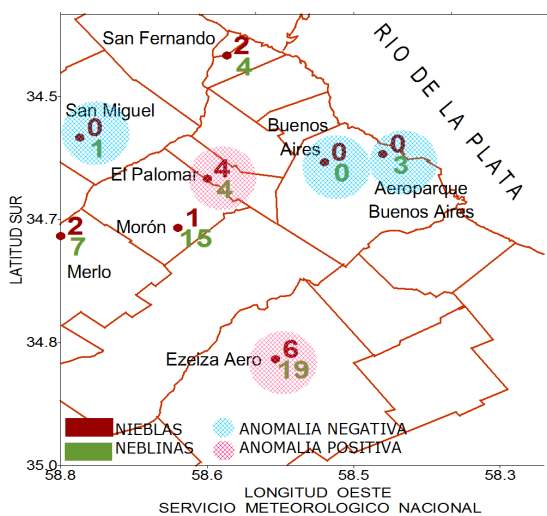 RIO DE LA PLATA
San Fernando
2
4
34.5
San Miguel
0
1
Buenos
Aires
0
0
0
3
El Palomar
4
4
Aeroparque
Buenos Aires
34.7
Morón
1
15
2
7
Merlo
LATITUD SUR
34.8
Ezeiza Aero
6
19
NIEBLAS
ANOMALIA NEGATIVA
NEBLINAS
ANOMALIA POSITIVA
35.0
58.8
58.6
58.5
58.3
LONGITUD OESTE
SERVICIO METEOROLOGICO NACIONAL